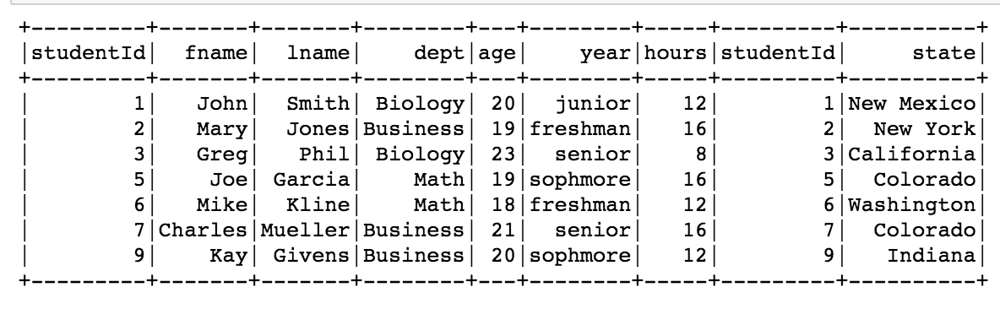 +---------+-------+-------+--------+---+--------+-----+---------+----------+
|studentId|  fname|  lname|    dept|age|    year|hours|studentId|     state|
+---------+-------+-------+--------+---+--------+-----+---------+----------+
|        1|   John|  Smith| Biology| 20|  junior|   12|        1|New Mexico|
|        2|   Mary|  Jones|Business| 19|freshman|   16|        2|  New York|
|        3|   Greg|   Phil| Biology| 23|  senior|    8|        3|California|
|        5|    Joe| Garcia|    Math| 19|sophmore|   16|        5|  Colorado|
|        6|   Mike|  Kline|    Math| 18|freshman|   12|        6|Washington|
|        7|Charles|Mueller|Business| 21|  senior|   16|        7|  Colorado|
|        9|    Kay| Givens|Business| 20|sophmore|   12|        9|   Indiana|
+---------+-------+-------+--------+---+--------+-----+---------+----------+